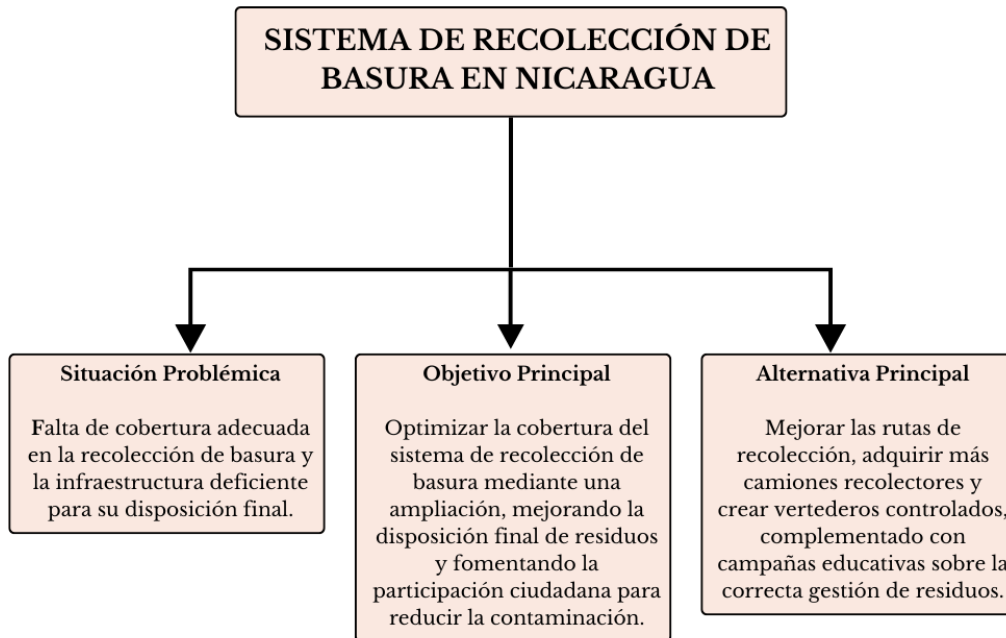 SISTEMA DE RECOLECCIÓN DE
BASURA EN NICARAGUA
Situación Problémica
Falta de cobertura adecuada
en la recolección de basura y
la infraestructura deficiente
para su disposición final.
Objetivo Principal
Optimizar la cobertura del
sistema de recolección de
basura mediante una
ampliación, mejorando la
disposición final de residuos
y fomentando la
participación ciudadana para
reducir la contaminación.
Alternativa Principal
Mejorar las rutas de
recolección, adquirir más
camiones recolectores y
crear vertederos controlados,
complementado con
campañas educativas sobre la
correcta gestión de residuos.